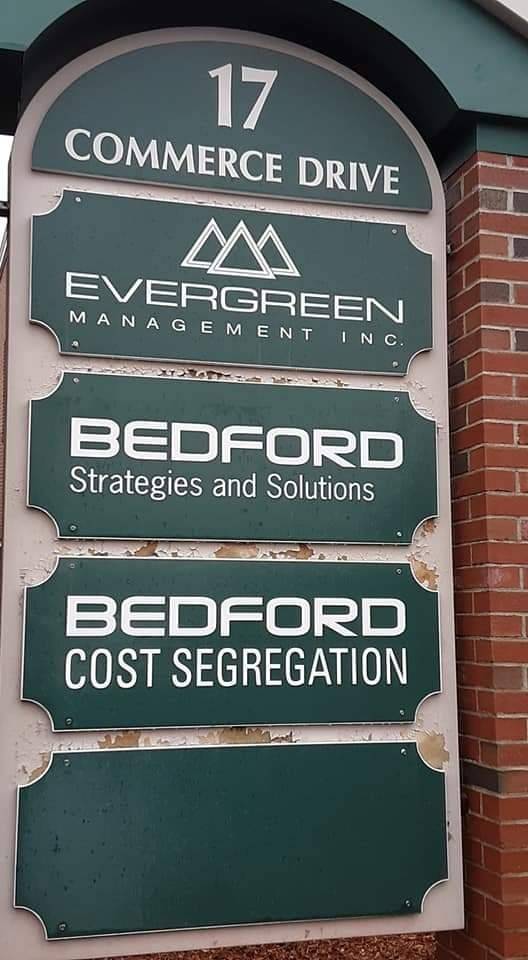 17
COMMERCE DRIVE
EVERGREEN
MANAGEMENT INC.
BEDFORD
Strategies and Solutions
BEDFORD
COST SEGREGATION